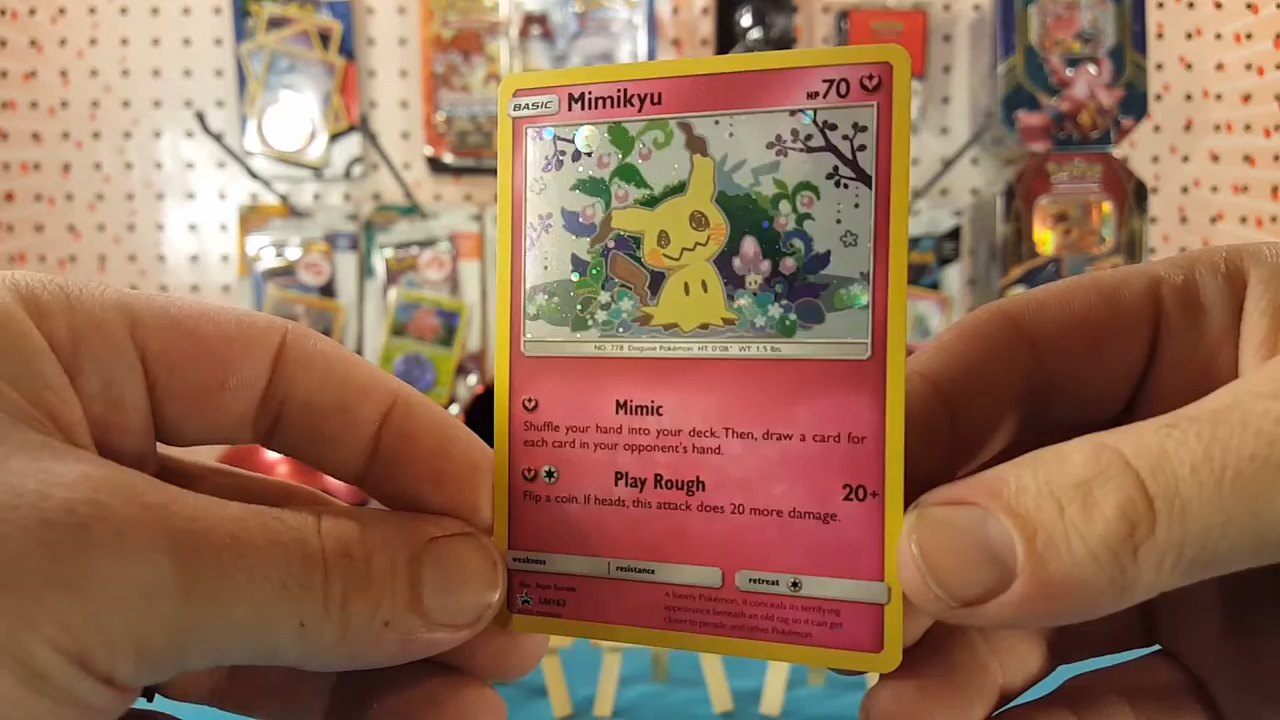 BASIC Mimikyu HP 70
NO. 778 Disguise Pokémon HT: 0'08" WT: 1.5 lbs.
Mimic
Shuffle your hand into your deck. Then, draw a card for
each card in your opponent's hand.
Play Rough 20+
Flip a coin. If heads, this attack does 20 more damage.
weakness resistance retreat
SM163
A lonely Pokémon, it conceals its terrifying
appearance beneath an old rag so it can get
closer to people and other Pokémon.